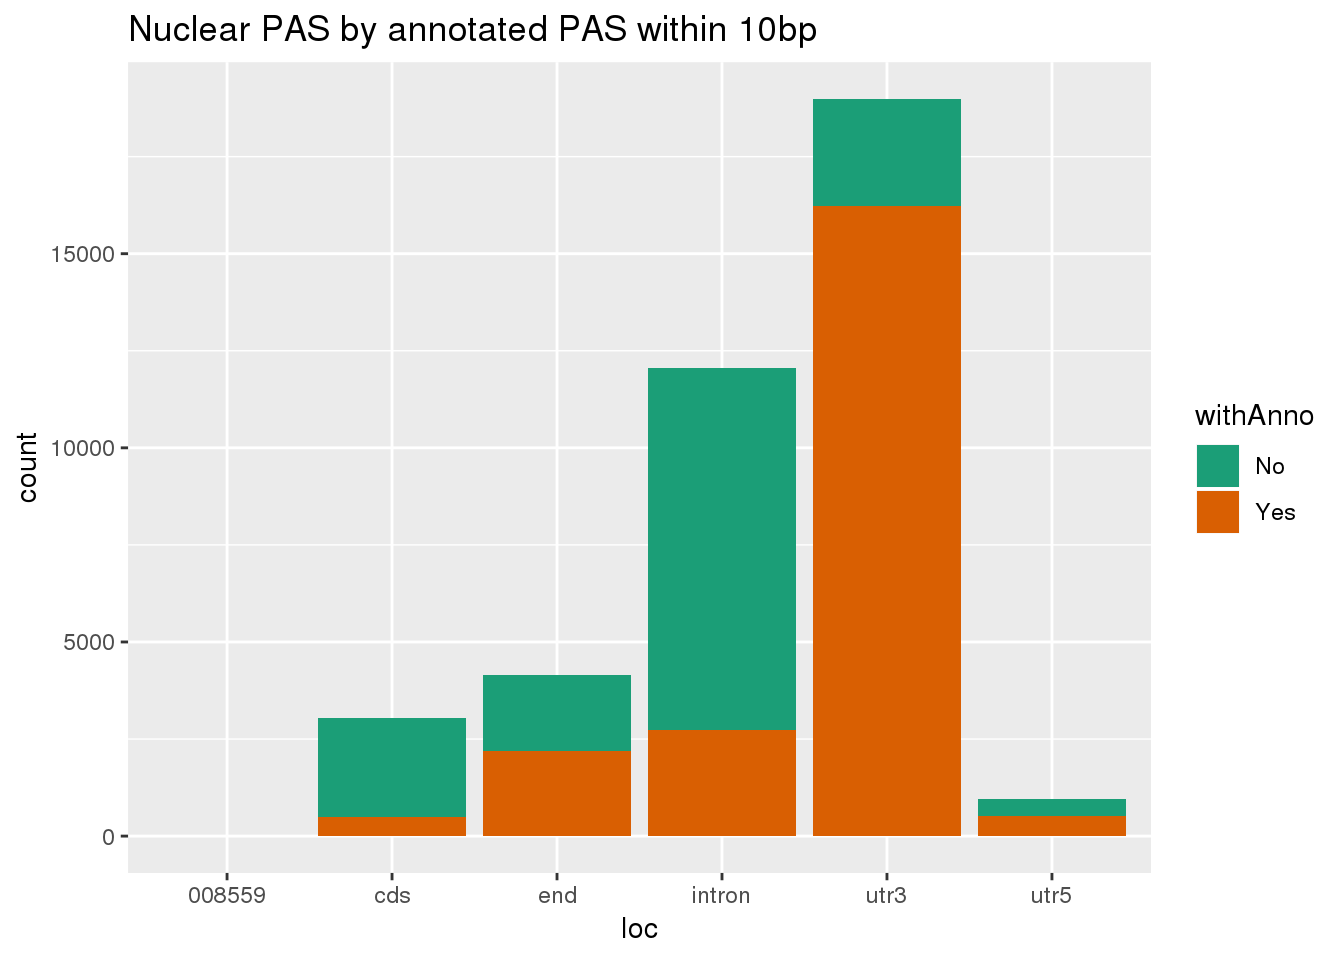 Nuclear PAS by annotated PAS within 10bp
count
15000
10000
5000
0
008559 cds end intron utr3 utr5
loc
withAnno
No
Yes